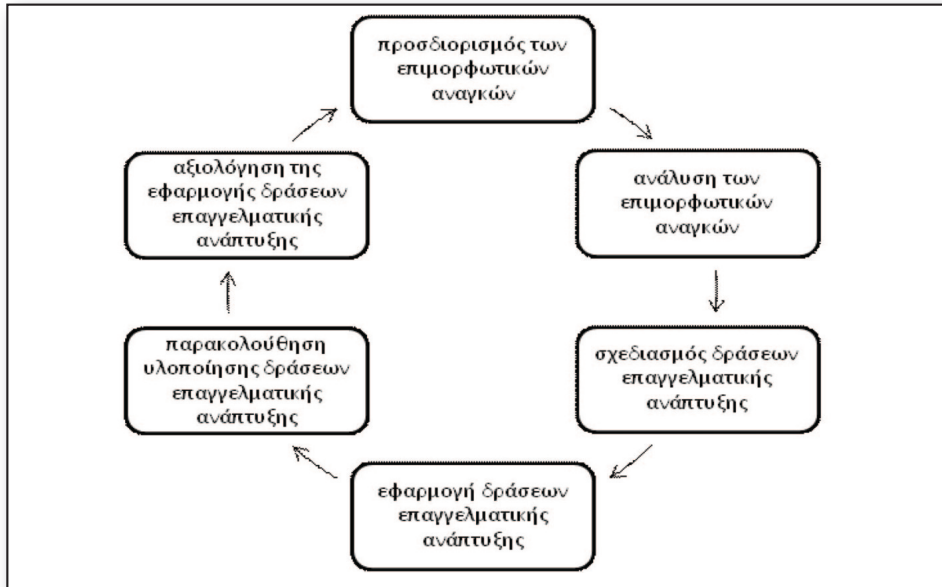 προσδιορισμός των
επιμορφωτικών
αναγκών
ανάλυση των
επιμορφωτικών
αναγκών
σχεδιασμός δράσεων
επαγγελματικής
ανάπτυξης
εφαρμογή δράσεων
επαγγελματικής
ανάπτυξης
παρακολούθηση
υλοποίησης δράσεων
επαγγελματικής
ανάπτυξης
αξιολόγηση της
εφαρμογής δράσεων
επαγγελματικής
ανάπτυξης